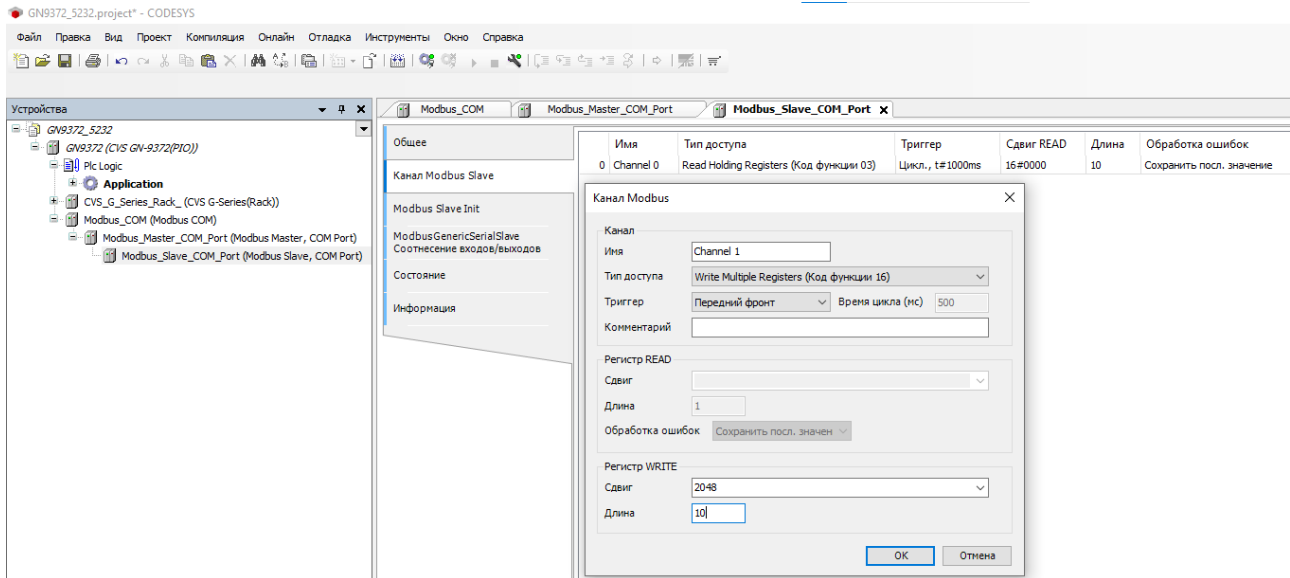 GN9372_5232.project* - CODESYS
Файл Правка Вид Проект Компиляция Онлайн Отладка Инструменты Окно Справка
Устройства
GN9372_5232
GN9372 (CVS GN-9372(PIO))
Plc Logic
Application
CVS_G_Series_Rack_ (CVS G-Series(Rack))
Modbus_COM (Modbus COM)
Modbus_Master_COM_Port (Modbus Master, COM Port)
Modbus_Slave_COM_Port (Modbus Slave, COM Port)
Modbus_COM Modbus_Master_COM_Port Modbus_Slave_COM_Port
Общее
Канал Modbus Slave
Modbus Slave Init
ModbusGenericSerialSlave
Соотнесение входов/выходов
Состояние
Информация
Имя Тип доступа Триггер Сдвиг READ Длина Обработка ошибок
0 Channel 0 Read Holding Registers (Код функции 03) Цикл., t#1000ms 16#0000 10 Сохранить посл. значение
Канал Modbus
Канал
Имя Channel 1
Тип доступа Write Multiple Registers (Код функции 16)
Триггер Передний фронт Время цикла (мс) 500
Комментарий
Регистр READ
Сдвиг
Длина 1
Обработка ошибок Сохранить посл. значен
Регистр WRITE
Сдвиг 2048
Длина 10
OK Отмена